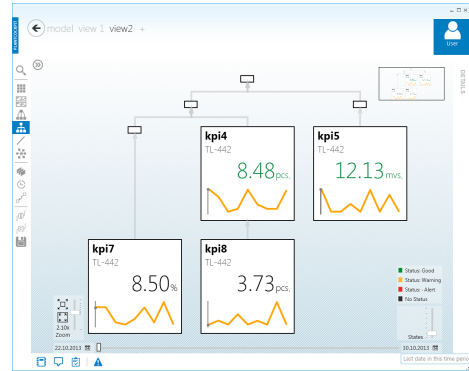 model view 1 view2 +
User
DETAILS
kpi4
TL-442
8.48pcs.
kpi5
TL-442
12.13mvs.
kpi7
TL-442
8.50%
kpi8
TL-442
3.73pcs.
Status: Good
Status: Warning
Status: - Alert
No Status
2.10x
Zoom
States
22.10.2013
30.10.2013
Last date in this time perio